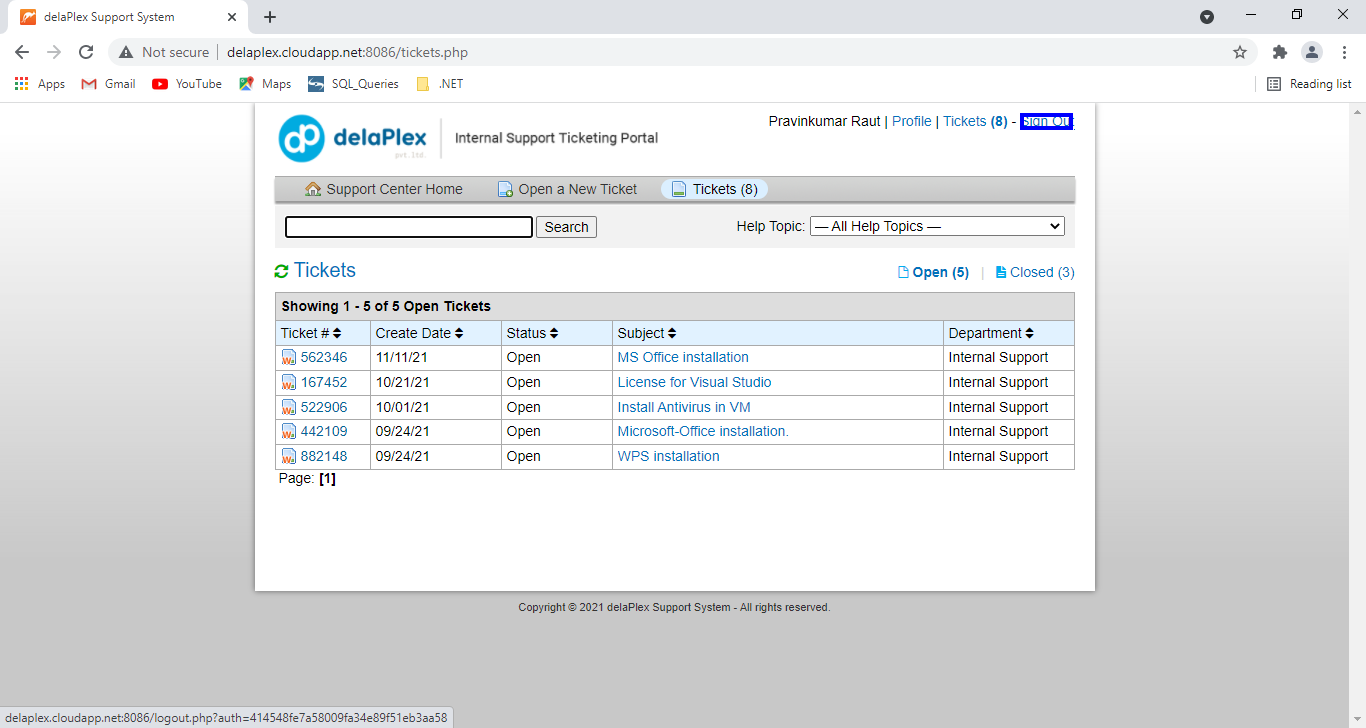 delaPlex Support System
Not secure delaplex.cloudapp.net:8086/tickets.php
Apps Gmail YouTube Maps SQL_Queries .NET Reading list
dp delaPlex pvt. ltd. Internal Support Ticketing Portal
Pravinkumar Raut | Profile | Tickets (8) - Sign Out
Support Center Home Open a New Ticket Tickets (8)
Search Help Topic: — All Help Topics —
Tickets Open (5) | Closed (3)
Showing 1 - 5 of 5 Open Tickets
Ticket # Create Date Status Subject Department
562346 11/11/21 Open MS Office installation Internal Support
167452 10/21/21 Open License for Visual Studio Internal Support
522906 10/01/21 Open Install Antivirus in VM Internal Support
442109 09/24/21 Open Microsoft-Office installation. Internal Support
882148 09/24/21 Open WPS installation Internal Support
Page: [1]
Copyright © 2021 delaPlex Support System - All rights reserved.
delaplex.cloudapp.net:8086/logout.php?auth=414548fe7a58009fa34e89f51eb3aa58